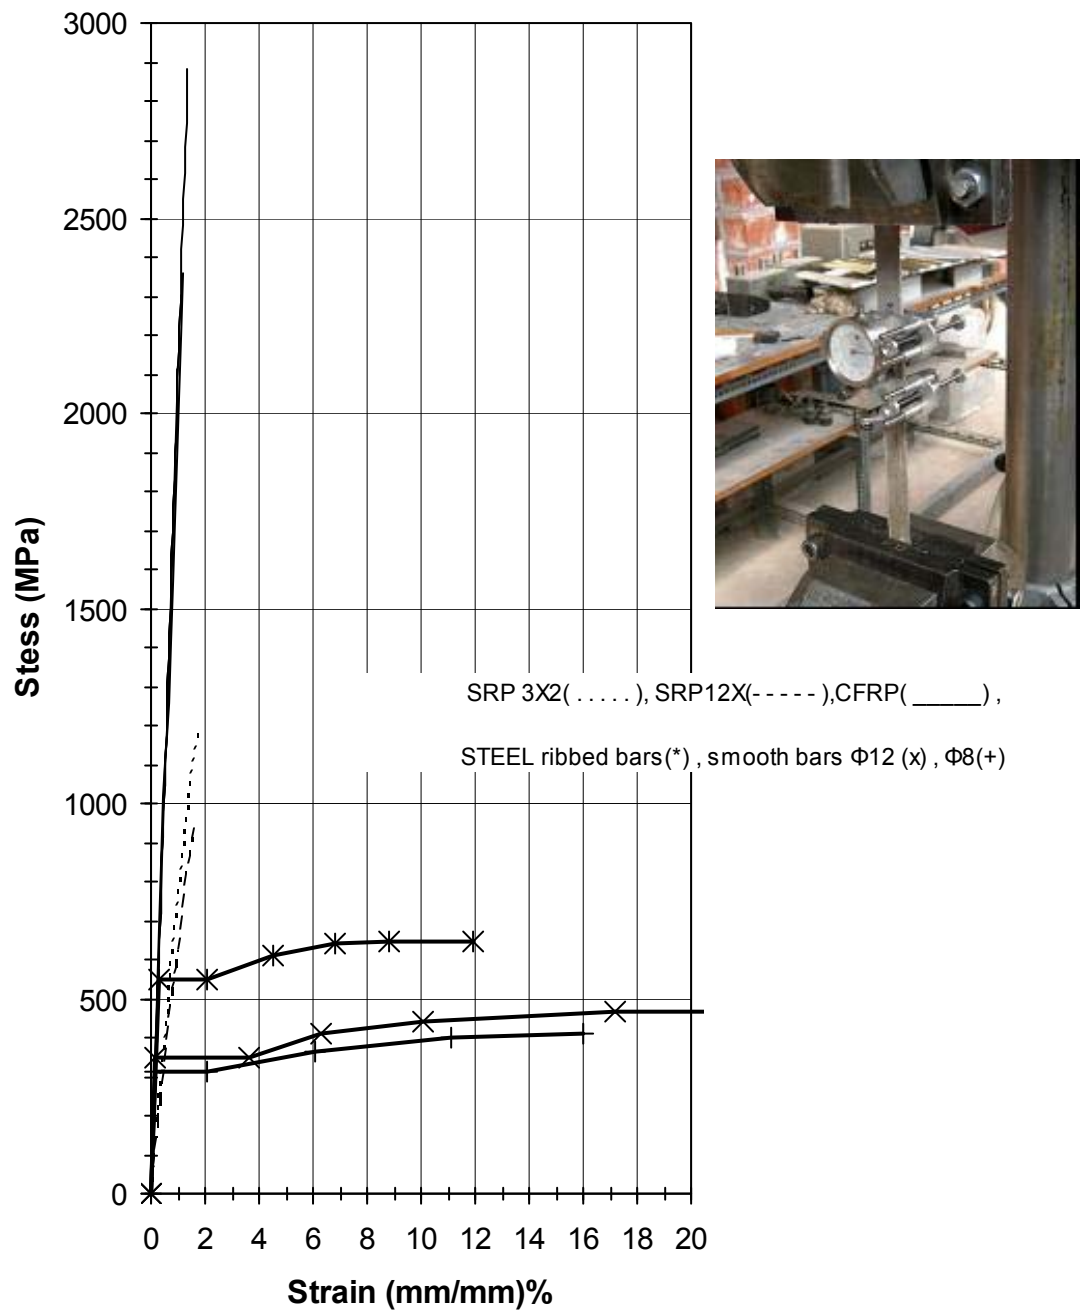 3000
2500
2000
1500
1000
500
0
Stess (MPa)
0 2 4 6 8 10 12 14 16 18 20
Strain (mm/mm)%
SRP 3X2( . . . . . ), SRP12X(- - - - - ),CFRP( _____) ,
STEEL ribbed bars(*) , smooth bars Φ12 (x) , Φ8(+)